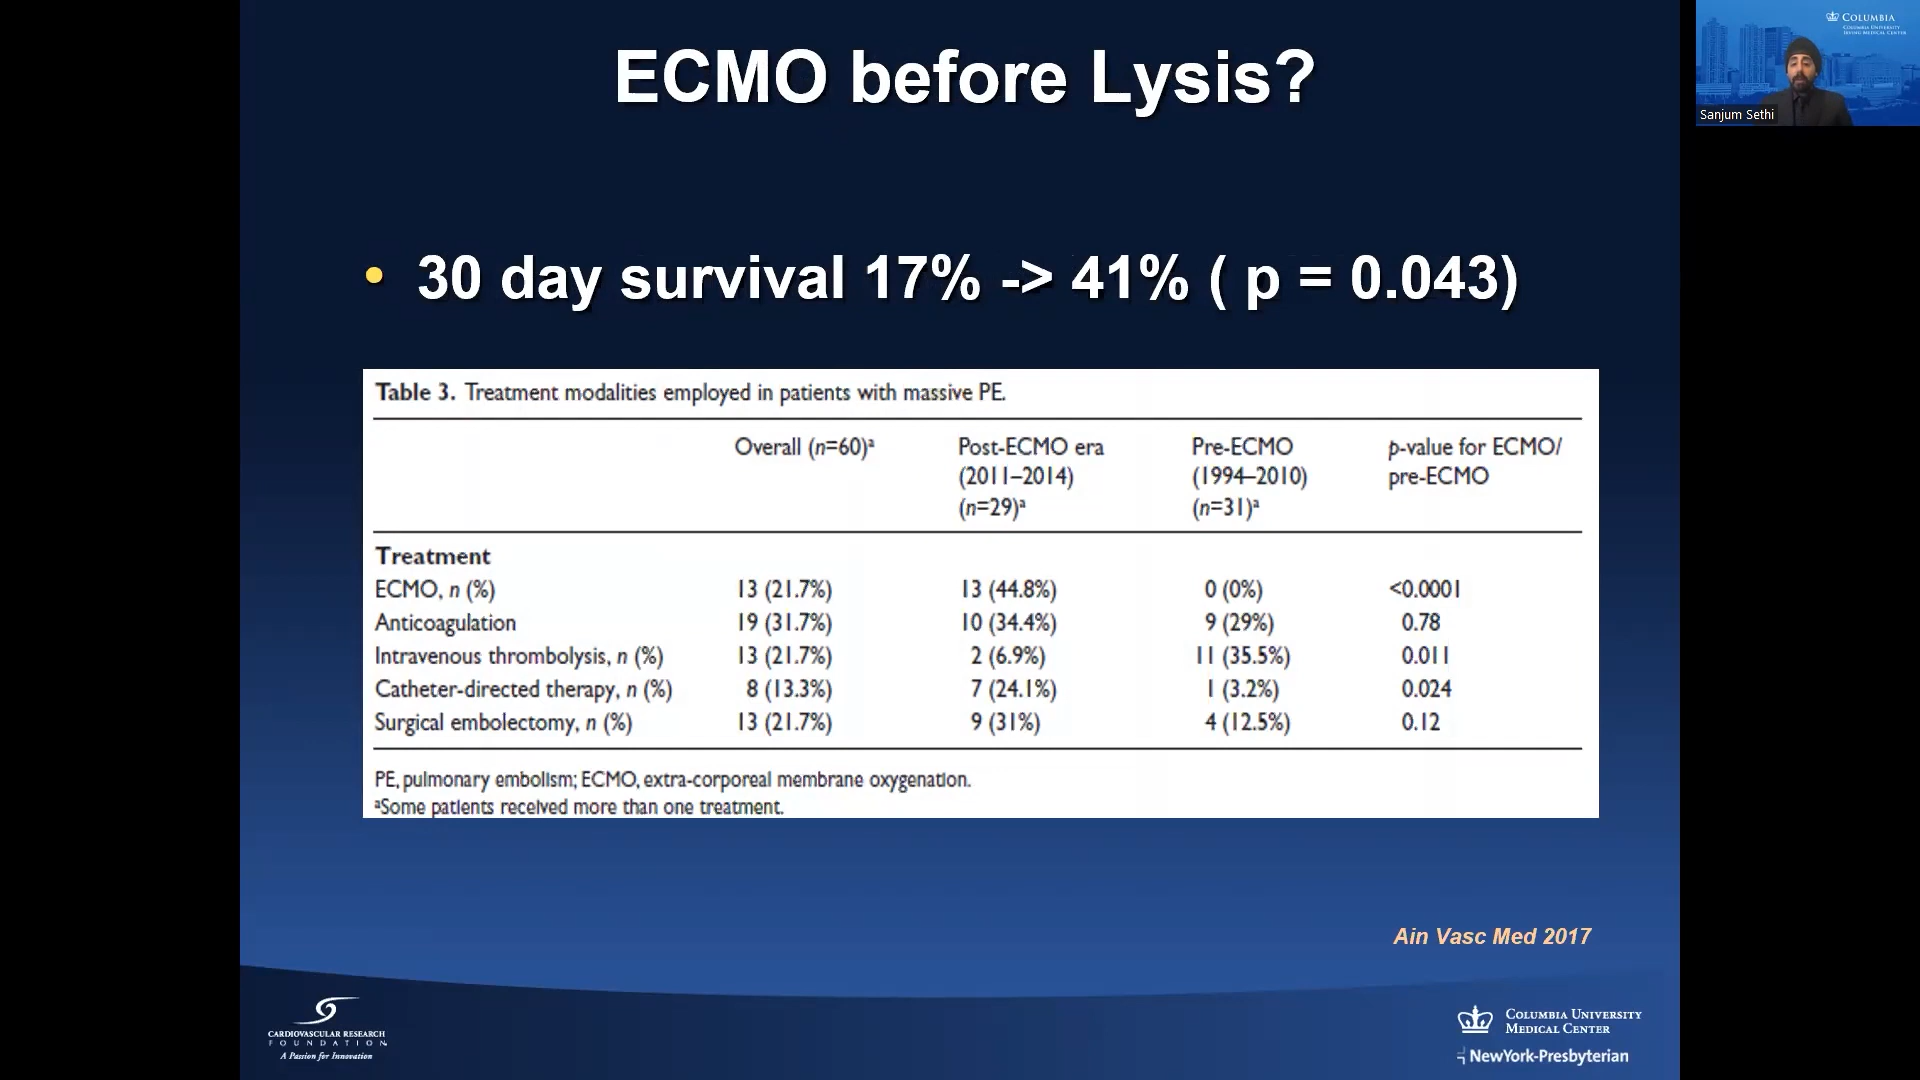 ECMO before Lysis?
• 30 day survival 17% -> 41% ( p = 0.043)
Table 3. Treatment modalities employed in patients with massive PE.
Overall (n=60)ª Post-ECMO era (2011–2014) (n=29)ª Pre-ECMO (1994–2010) (n=31)ª p-value for ECMO/ pre-ECMO
Treatment
ECMO, n (%) 13 (21.7%) 13 (44.8%) 0 (0%) <0.0001
Anticoagulation 19 (31.7%) 10 (34.4%) 9 (29%) 0.78
Intravenous thrombolysis, n (%) 13 (21.7%) 2 (6.9%) 11 (35.5%) 0.011
Catheter-directed therapy, n (%) 8 (13.3%) 7 (24.1%) 1 (3.2%) 0.024
Surgical embolectomy, n (%) 13 (21.7%) 9 (31%) 4 (12.5%) 0.12
PE, pulmonary embolism; ECMO, extra-corporeal membrane oxygenation.
ªSome patients received more than one treatment.
Ain Vasc Med 2017
CARDIOVASCULAR RESEARCH
FOUNDATION
A Passion for Innovation
COLUMBIA UNIVERSITY
MEDICAL CENTER
NewYork-Presbyterian
COLUMBIA
COLUMBIA UNIVERSITY
IRVING MEDICAL CENTER
Sanjum Sethi